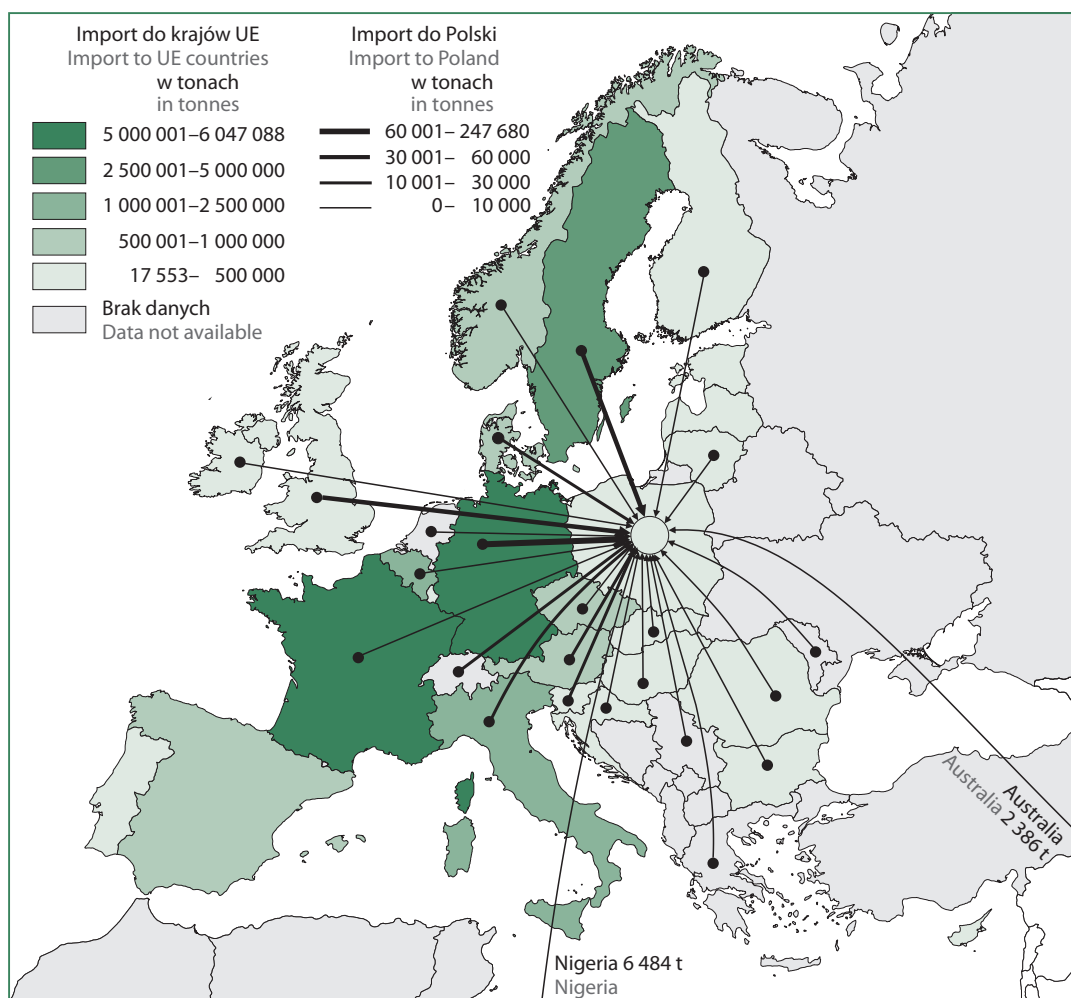 Import do krajów UE
Import to UE countries
w tonach
in tonnes
5 000 001–6 047 088
2 500 001–5 000 000
1 000 001–2 500 000
500 001–1 000 000
17 553– 500 000
Brak danych
Data not available
Import do Polski
Import to Poland
w tonach
in tonnes
60 001– 247 680
30 001– 60 000
10 001– 30 000
0– 10 000
Australia
Australia 2 386 t
Nigeria 6 484 t
Nigeria